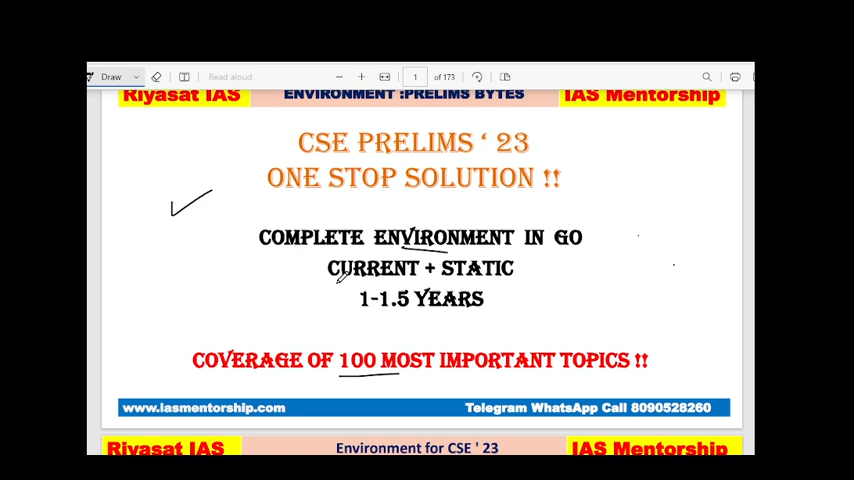 Draw
Read aloud
1 of 173
Riyasat IAS ENVIRONMENT :PRELIMS BYTES IAS Mentorship
CSE PRELIMS ‘ 23
ONE STOP SOLUTION !!
COMPLETE ENVIRONMENT IN GO
CURRENT + STATIC
1-1.5 YEARS
COVERAGE OF 100 MOST IMPORTANT TOPICS !!
www.iasmentorship.com Telegram WhatsApp Call 8090528260
Riyasat IAS Environment for CSE ' 23 IAS Mentorship